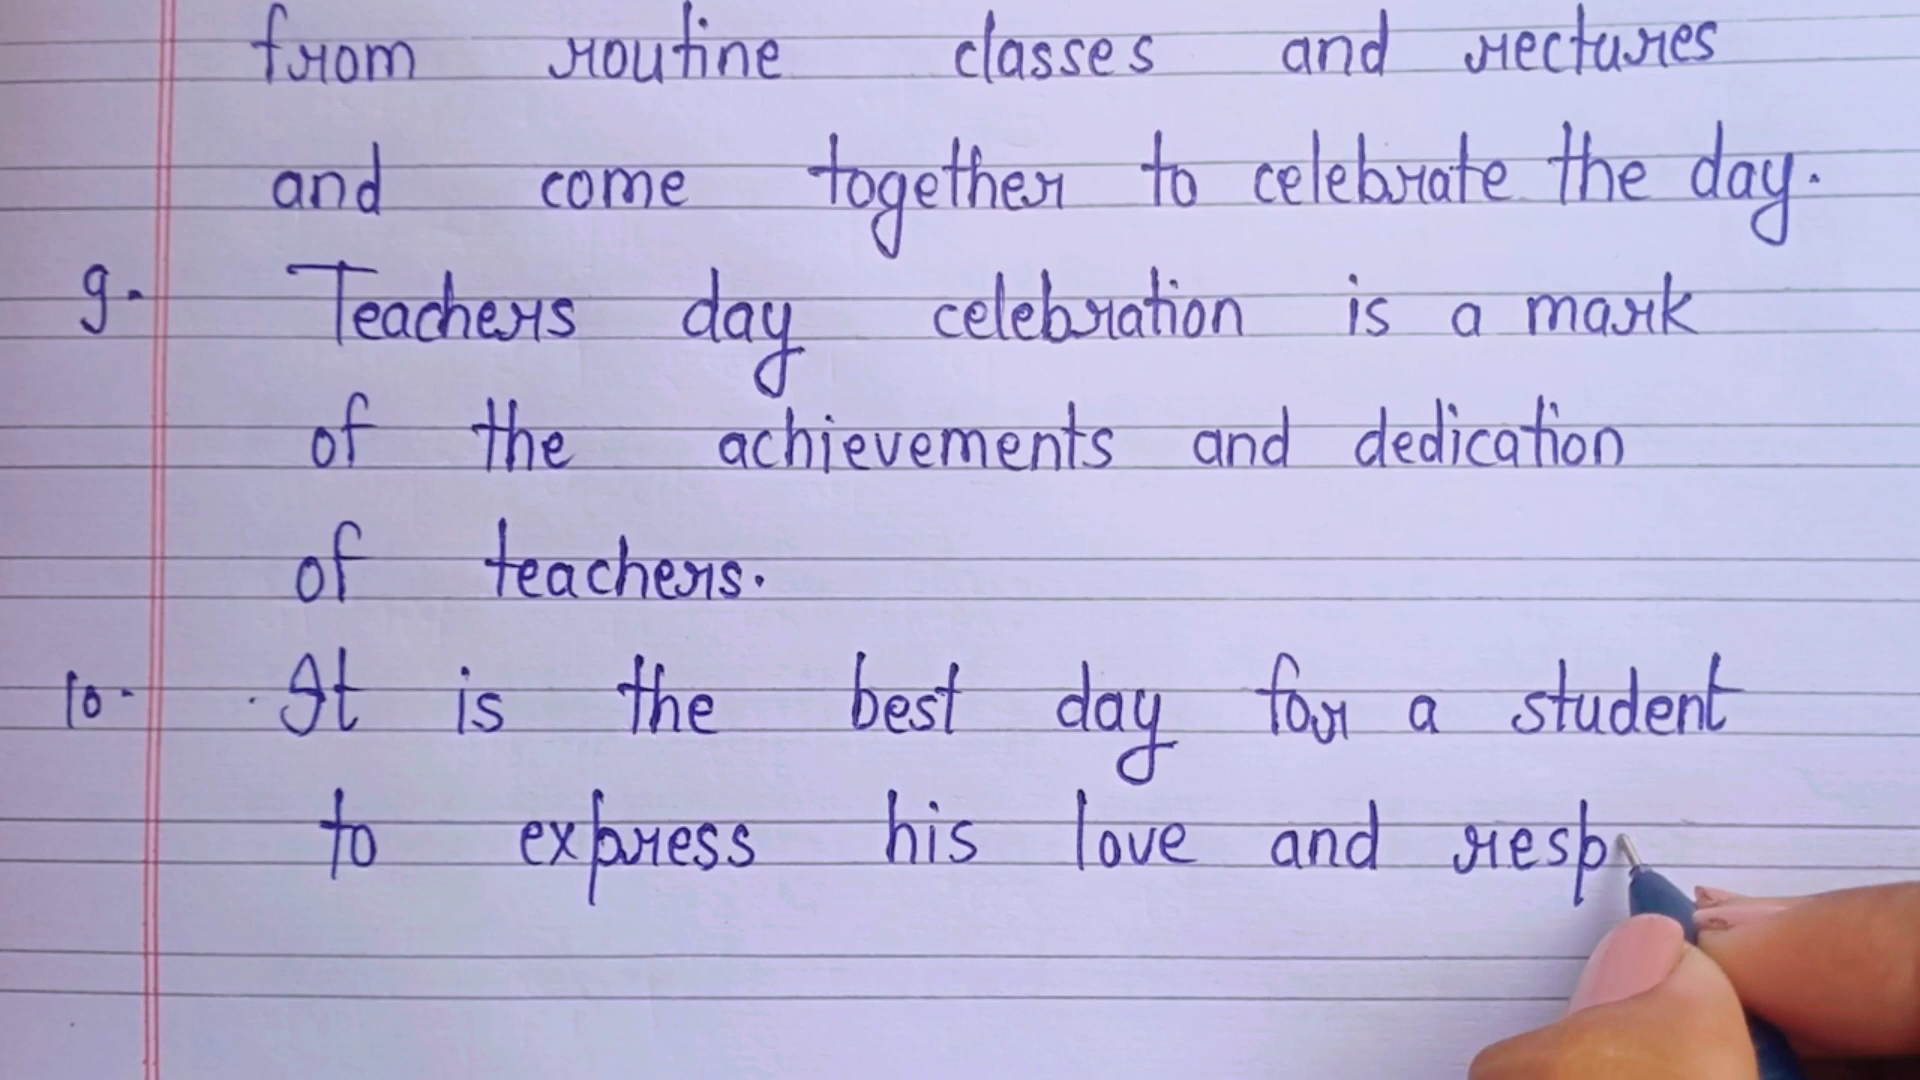 from routine classes and rectures
and come together to celebrate the day.
9. Teachers day celebration is a mark
of the achievements and dedication
of teachers.
10. It is the best day for a student
to express his love and resp